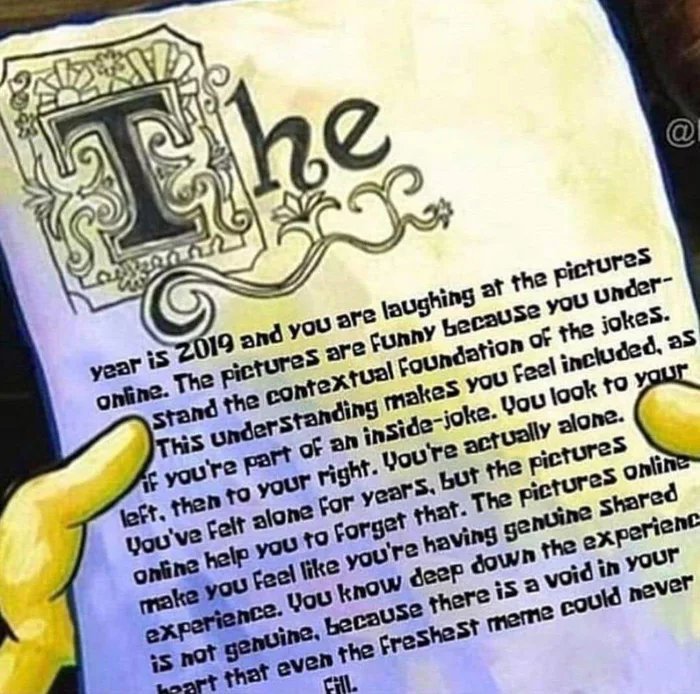 The
year is 2019 and you are laughing at the pictures
online. The pictures are funny because you under-
stand the contextual foundation of the jokes.
This understanding makes you feel included, as
if you're part of an inside-joke. You look to your
left, then to your right. You're actually alone.
You've felt alone for years, but the pictures
online help you to forget that. The pictures online
make you feel like you're having genuine shared
experience. You know deep down the experienc
is not genuine, because there is a void in your
heart that even the freshest meme could never
fill.
@